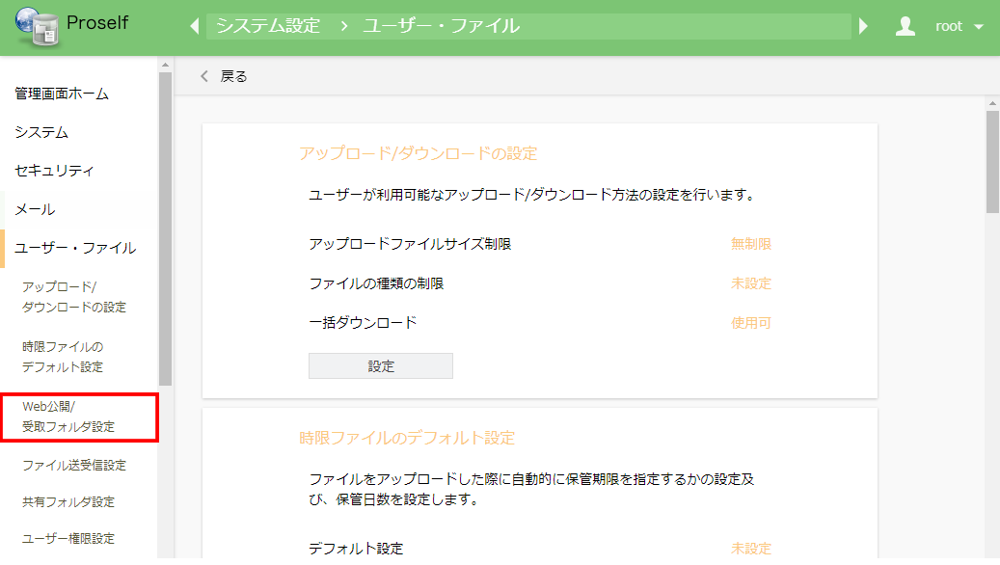 Proself
システム設定 > ユーザー・ファイル
root
管理画面ホーム
システム
セキュリティ
メール
ユーザー・ファイル
アップロード/
ダウンロードの設定
時限ファイルの
デフォルト設定
Web公開/
受取フォルダ設定
ファイル送受信設定
共有フォルダ設定
ユーザー権限設定
戻る
アップロード/ダウンロードの設定
ユーザーが利用可能なアップロード/ダウンロード方法の設定を行います。
アップロードファイルサイズ制限 無制限
ファイルの種類の制限 未設定
一括ダウンロード 使用可
設定
時限ファイルのデフォルト設定
ファイルをアップロードした際に自動的に保管期限を指定するかの設定及
び、保管日数を設定します。
デフォルト設定 未設定